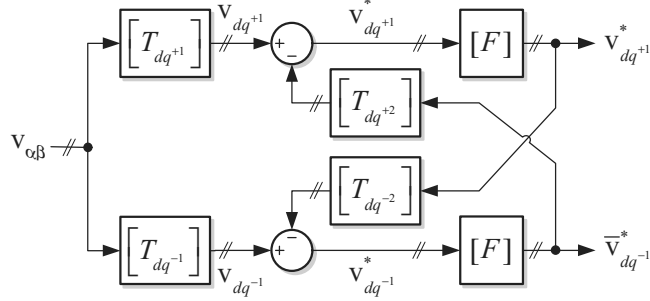 v_{dq^{+1}} v^*_{dq^{+1}}
[T_{dq^{+1}}] + − [F] v^*_{dq^{+1}}
[T_{dq^{+2}}]
v_{αβ}
[T_{dq^{-2}}]
−
[T_{dq^{-1}}] + [F] \overline{v}^*_{dq^{-1}}
v_{dq^{-1}} v^*_{dq^{-1}}